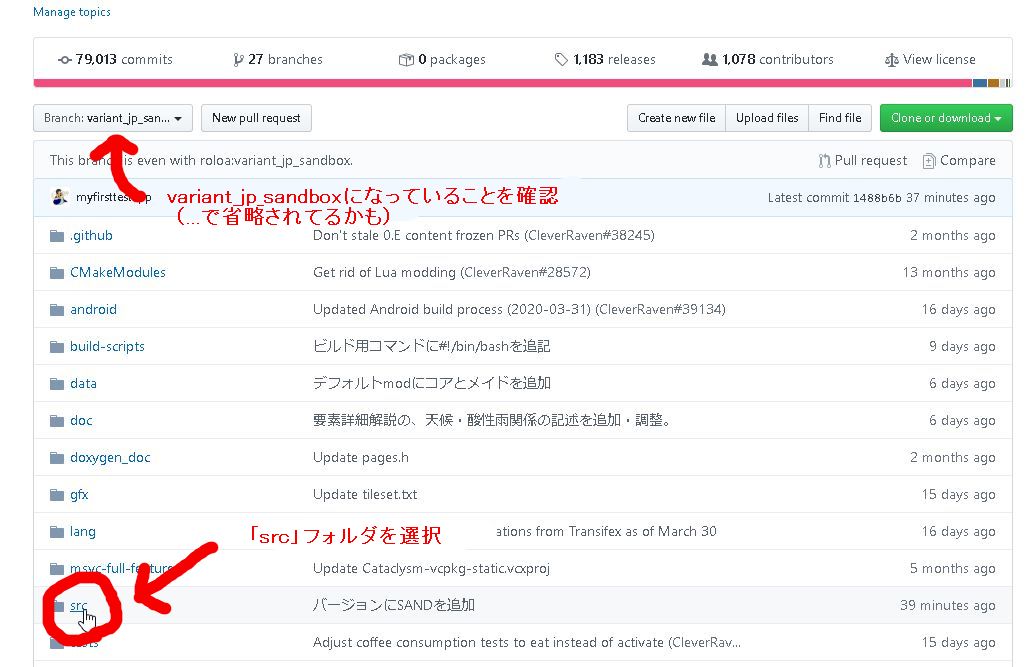 Manage topics
79,013 commits 27 branches 0 packages 1,183 releases 1,078 contributors View license
Branch: variant_jp_san... New pull request Create new file Upload files Find file Clone or download
This branch is even with roloa:variant_jp_sandbox. Pull request Compare
variant_jp_sandboxになっていることを確認 Latest commit 1488b6b 37 minutes ago
(...で省略されてるかも)
.github Don't stale 0.E content frozen PRs (CleverRaven#38245) 2 months ago
CMakeModules Get rid of Lua modding (CleverRaven#28572) 13 months ago
android Updated Android build process (2020-03-31) (CleverRaven#39134) 16 days ago
build-scripts ビルド用コマンドに#!/bin/bashを追記 9 days ago
data デフォルトmodにコアとメイドを追加 6 days ago
doc 要素詳細解説の、天候・酸性雨関係の記述を追加・調整。 6 days ago
doxygen_doc Update pages.h 2 months ago
gfx Update tileset.txt 15 days ago
「src」フォルダを選択
lang ations from Transifex as of March 30 16 days ago
msvc-full-feature Update Cataclysm-vcpkg-static.vcxproj 5 months ago
src バージョンにSANDを追加 39 minutes ago
tests Adjust coffee consumption tests to eat instead of activate (CleverRav... 15 days ago